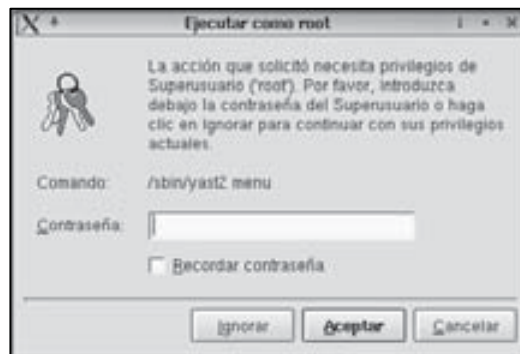 Ejecutar como root
La acción que solicitó necesita privilegios de
Superusuario ('root'). Por favor, introduzca
debajo la contraseña del Superusuario o haga
clic en Ignorar para continuar con sus privilegios
actuales.
Comando: /sbin/yast2 menu
Contraseña:
Recordar contraseña
Ignorar Aceptar Cancelar